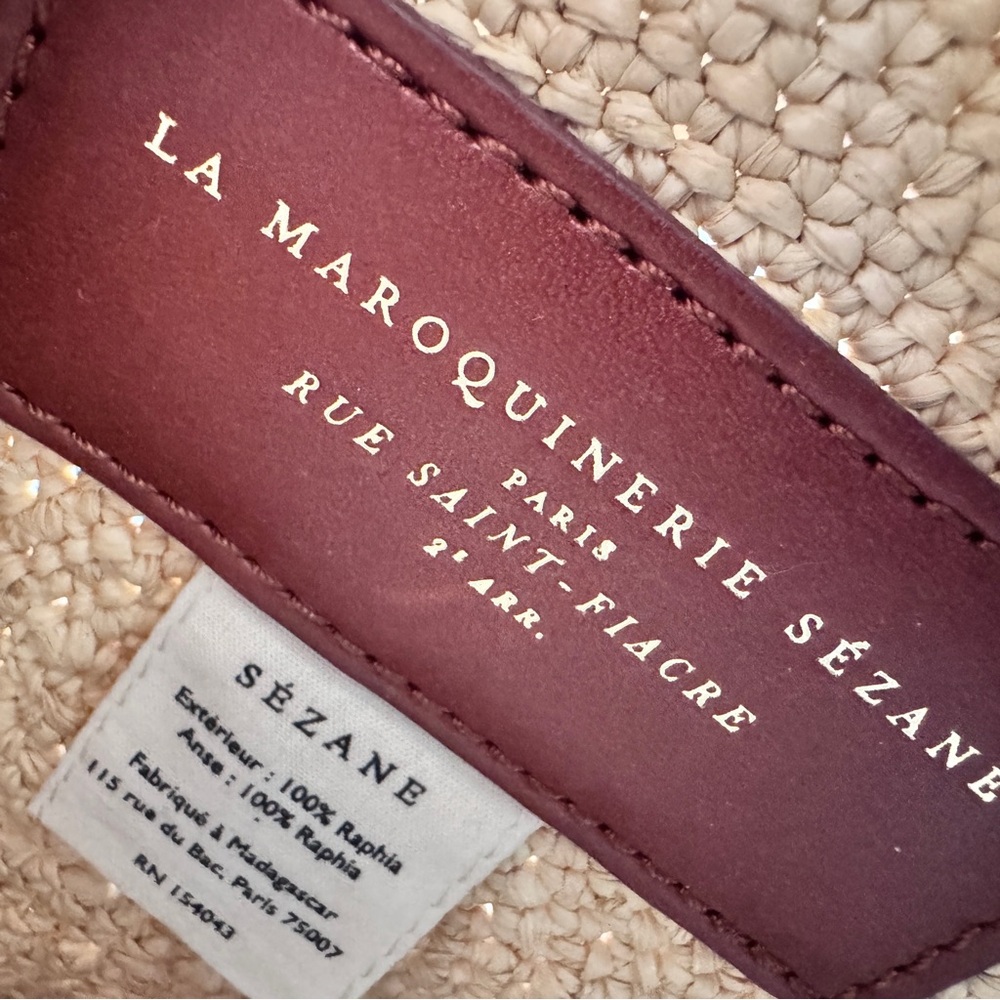 LA MAROQUINERIE SÉZANE
PARIS
RUE SAINT-FIACRE
2e ARR.
SÉZANE
Extérieur : 100% Raphia
Anse : 100% Raphia
Fabriqué à Madagascar
115 rue du Bac. Paris 75007
RN 154043